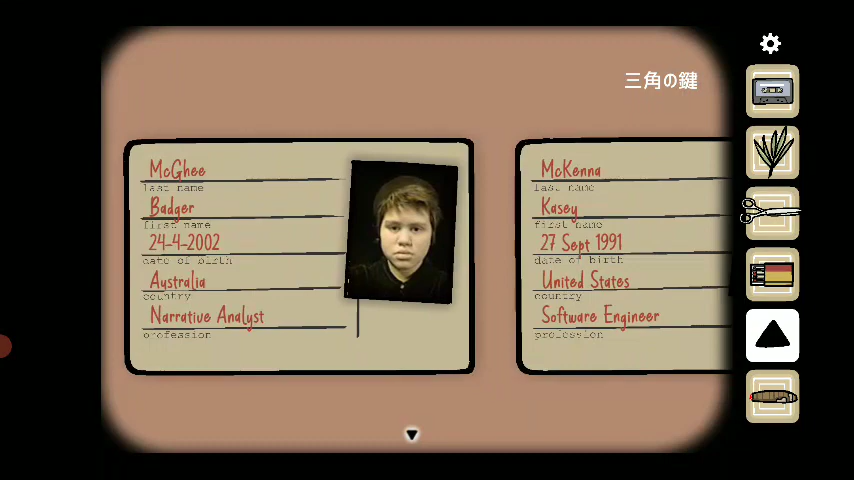 三角の鍵
McGhee
last name
Badger
first name
24-4-2002
date of birth
Australia
country
Narrative Analyst
profession
McKenna
last name
Kasey
first name
27 Sept 1991
date of birth
United States
country
Software Engineer
profession